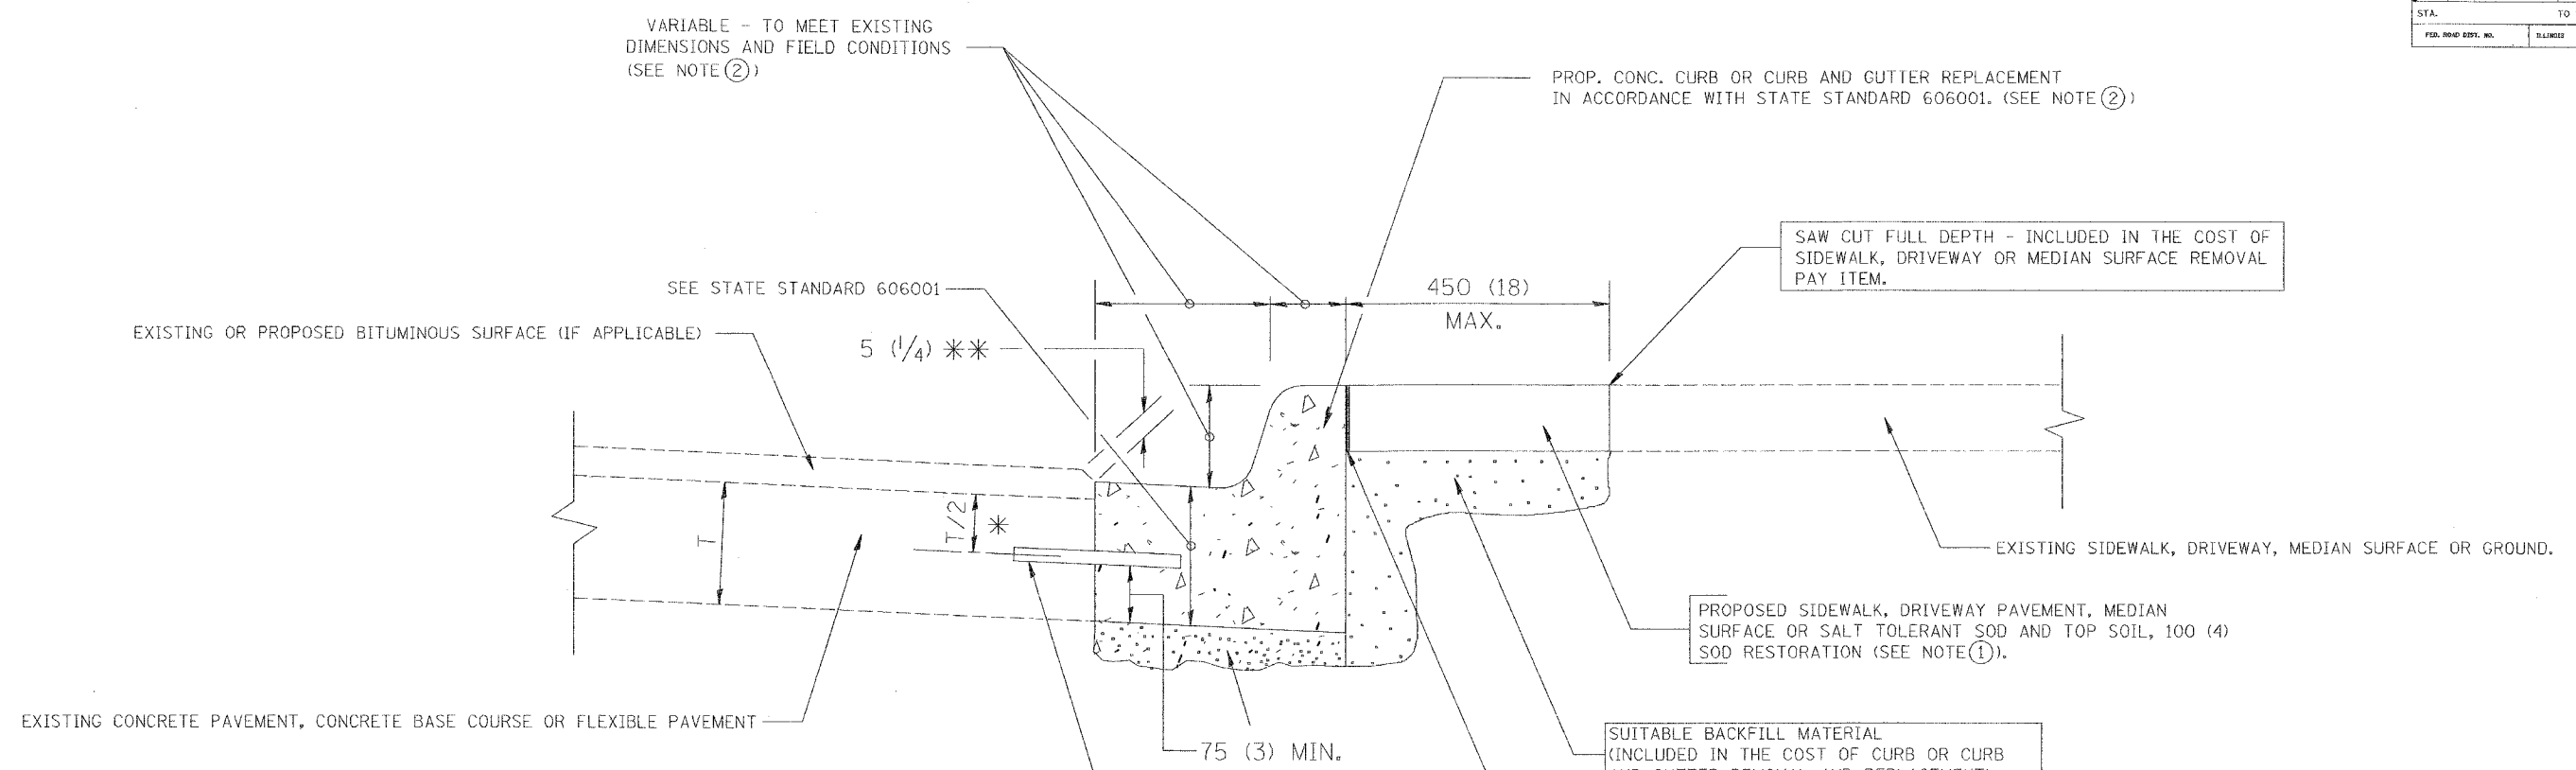 STA. TO
FED. ROAD DIST. NO. ILLINOIS
VARIABLE - TO MEET EXISTING
DIMENSIONS AND FIELD CONDITIONS
(SEE NOTE 2)
PROP. CONC. CURB OR CURB AND GUTTER REPLACEMENT
IN ACCORDANCE WITH STATE STANDARD 606001. (SEE NOTE 2)
SAW CUT FULL DEPTH - INCLUDED IN THE COST OF
SIDEWALK, DRIVEWAY OR MEDIAN SURFACE REMOVAL
PAY ITEM.
SEE STATE STANDARD 606001
450 (18)
MAX.
EXISTING OR PROPOSED BITUMINOUS SURFACE (IF APPLICABLE)
5 (1/4) **
T
T/2 *
EXISTING SIDEWALK, DRIVEWAY, MEDIAN SURFACE OR GROUND.
PROPOSED SIDEWALK, DRIVEWAY PAVEMENT, MEDIAN
SURFACE OR SALT TOLERANT SOD AND TOP SOIL, 100 (4)
SOD RESTORATION (SEE NOTE 1).
EXISTING CONCRETE PAVEMENT, CONCRETE BASE COURSE OR FLEXIBLE PAVEMENT
75 (3) MIN.
SUITABLE BACKFILL MATERIAL
(INCLUDED IN THE COST OF CURB OR CURB